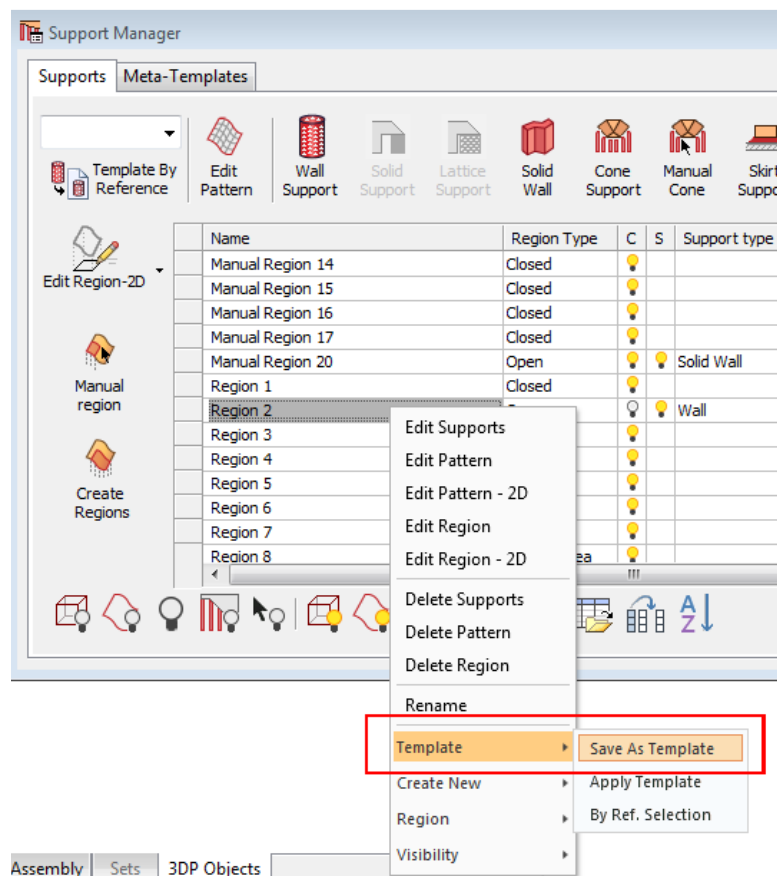 Support Manager
Supports Meta-Templates
Template By
Reference
Edit
Pattern
Wall
Support
Solid
Support
Lattice
Support
Solid
Wall
Cone
Support
Manual
Cone
Skirt
Suppo
Edit Region-2D
Manual
region
Create
Regions
Name Region Type C S Support type
Manual Region 14 Closed
Manual Region 15 Closed
Manual Region 16 Closed
Manual Region 17 Closed
Manual Region 20 Open Solid Wall
Region 1 Closed
Region 2 Wall
Region 3
Region 4
Region 5
Region 6
Region 7
Region 8 ea
Edit Supports
Edit Pattern
Edit Pattern - 2D
Edit Region
Edit Region - 2D
Delete Supports
Delete Pattern
Delete Region
Rename
Template
Create New
Region
Visibility
Save As Template
Apply Template
By Ref. Selection
A
Z
Assembly Sets 3DP Objects